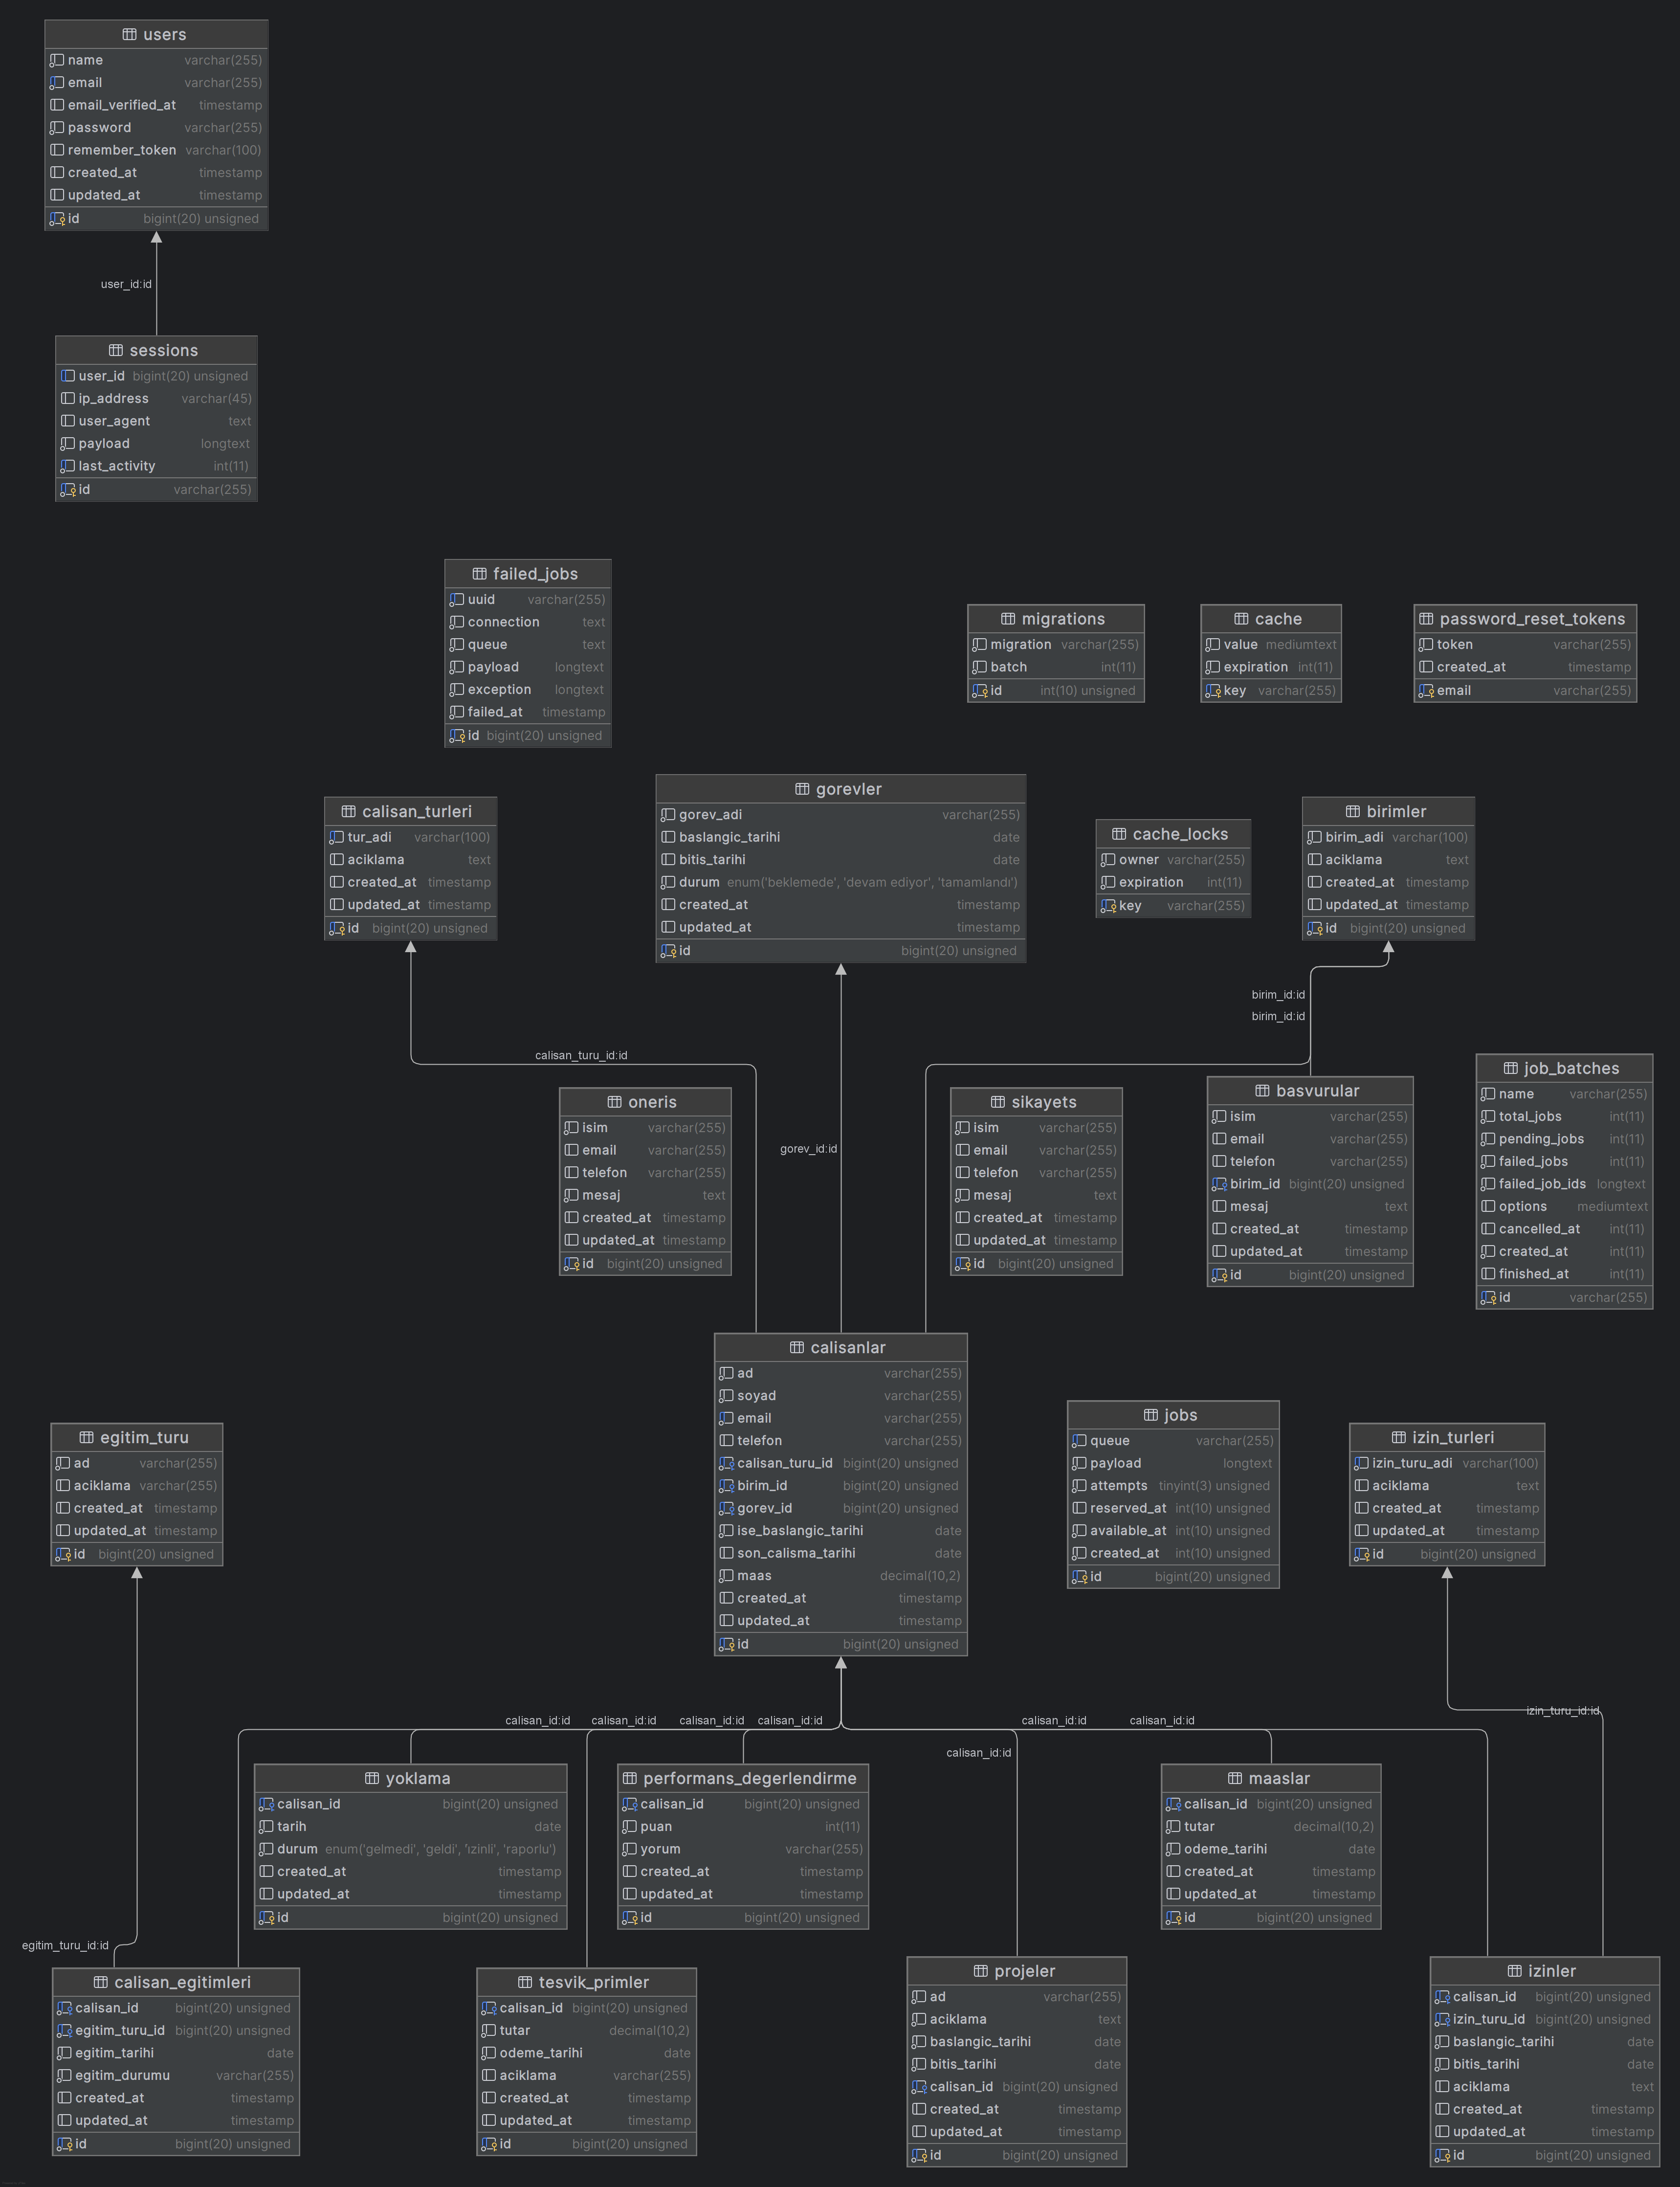 users
name varchar(255)
email varchar(255)
email_verified_at timestamp
password varchar(255)
remember_token varchar(100)
created_at timestamp
updated_at timestamp
id bigint(20) unsigned
user_id:id
sessions
user_id bigint(20) unsigned
ip_address varchar(45)
user_agent text
payload longtext
last_activity int(11)
id varchar(255)
failed_jobs
uuid varchar(255)
connection text
queue text
payload longtext
exception longtext
failed_at timestamp
id bigint(20) unsigned
migrations
migration varchar(255)
batch int(11)
id int(10) unsigned
cache
value mediumtext
expiration int(11)
key varchar(255)
password_reset_tokens
token varchar(255)
created_at timestamp
email varchar(255)
calisan_turleri
tur_adi varchar(100)
aciklama text
created_at timestamp
updated_at timestamp
id bigint(20) unsigned
gorevler
gorev_adi varchar(255)
baslangic_tarihi date
bitis_tarihi date
durum enum('beklemede', 'devam ediyor', 'tamamlandı')
created_at timestamp
updated_at timestamp
id bigint(20) unsigned
cache_locks
owner varchar(255)
expiration int(11)
key varchar(255)
birimler
birim_adi varchar(100)
aciklama text
created_at timestamp
updated_at timestamp
id bigint(20) unsigned
birim_id:id
birim_id:id
calisan_turu_id:id
gorev_id:id
oneris
isim varchar(255)
email varchar(255)
telefon varchar(255)
mesaj text
created_at timestamp
updated_at timestamp
id bigint(20) unsigned
sikayets
isim varchar(255)
email varchar(255)
telefon varchar(255)
mesaj text
created_at timestamp
updated_at timestamp
id bigint(20) unsigned
basvurular
isim varchar(255)
email varchar(255)
telefon varchar(255)
birim_id bigint(20) unsigned
mesaj text
created_at timestamp
updated_at timestamp
id bigint(20) unsigned
job_batches
name varchar(255)
total_jobs int(11)
pending_jobs int(11)
failed_jobs int(11)
failed_job_ids longtext
options mediumtext
cancelled_at int(11)
created_at int(11)
finished_at int(11)
id varchar(255)
calisanlar
ad varchar(255)
soyad varchar(255)
email varchar(255)
telefon varchar(255)
calisan_turu_id bigint(20) unsigned
birim_id bigint(20) unsigned
gorev_id bigint(20) unsigned
ise_baslangic_tarihi date
son_calisma_tarihi date
maas decimal(10,2)
created_at timestamp
updated_at timestamp
id bigint(20) unsigned
egitim_turu
ad varchar(255)
aciklama varchar(255)
created_at timestamp
updated_at timestamp
id bigint(20) unsigned
jobs
queue varchar(255)
payload longtext
attempts tinyint(3) unsigned
reserved_at int(10) unsigned
available_at int(10) unsigned
created_at int(10) unsigned
id bigint(20) unsigned
izin_turleri
izin_turu_adi varchar(100)
aciklama text
created_at timestamp
updated_at timestamp
id bigint(20) unsigned
calisan_id:id calisan_id:id calisan_id:id calisan_id:id calisan_id:id calisan_id:id
izin_turu_id:id
calisan_id:id
egitim_turu_id:id
yoklama
calisan_id bigint(20) unsigned
tarih date
durum enum('gelmedi', 'geldi', 'izinli', 'raporlu')
created_at timestamp
updated_at timestamp
id bigint(20) unsigned
performans_degerlendirme
calisan_id bigint(20) unsigned
puan int(11)
yorum varchar(255)
created_at timestamp
updated_at timestamp
id bigint(20) unsigned
maaslar
calisan_id bigint(20) unsigned
tutar decimal(10,2)
odeme_tarihi date
created_at timestamp
updated_at timestamp
id bigint(20) unsigned
calisan_egitimleri
calisan_id bigint(20) unsigned
egitim_turu_id bigint(20) unsigned
egitim_tarihi date
egitim_durumu varchar(255)
created_at timestamp
updated_at timestamp
id bigint(20) unsigned
tesvik_primler
calisan_id bigint(20) unsigned
tutar decimal(10,2)
odeme_tarihi date
aciklama varchar(255)
created_at timestamp
updated_at timestamp
id bigint(20) unsigned
projeler
ad varchar(255)
aciklama text
baslangic_tarihi date
bitis_tarihi date
calisan_id bigint(20) unsigned
created_at timestamp
updated_at timestamp
id bigint(20) unsigned
izinler
calisan_id bigint(20) unsigned
izin_turu_id bigint(20) unsigned
baslangic_tarihi date
bitis_tarihi date
aciklama text
created_at timestamp
updated_at timestamp
id bigint(20) unsigned